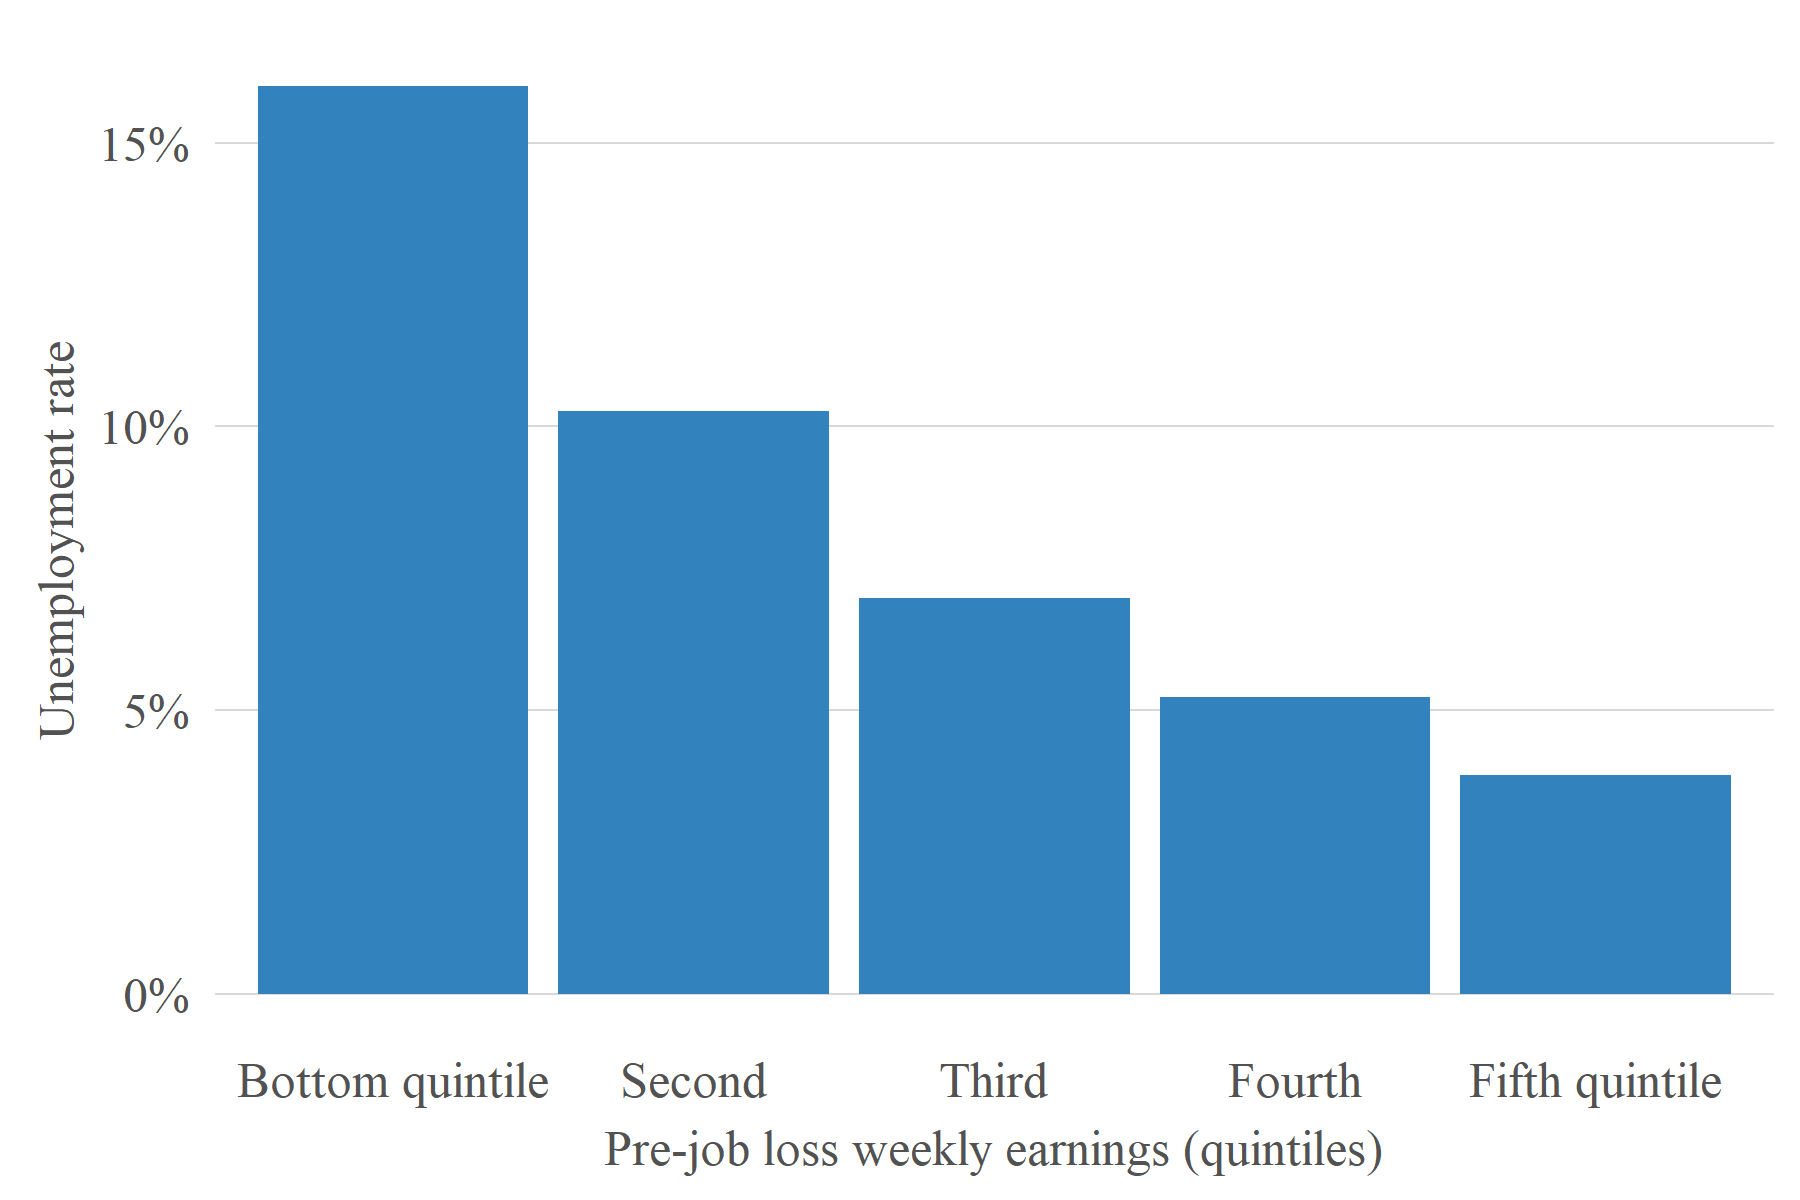 Unemployment rate
15%
10%
5%
0%
Bottom quintile Second Third Fourth Fifth quintile
Pre-job loss weekly earnings (quintiles)